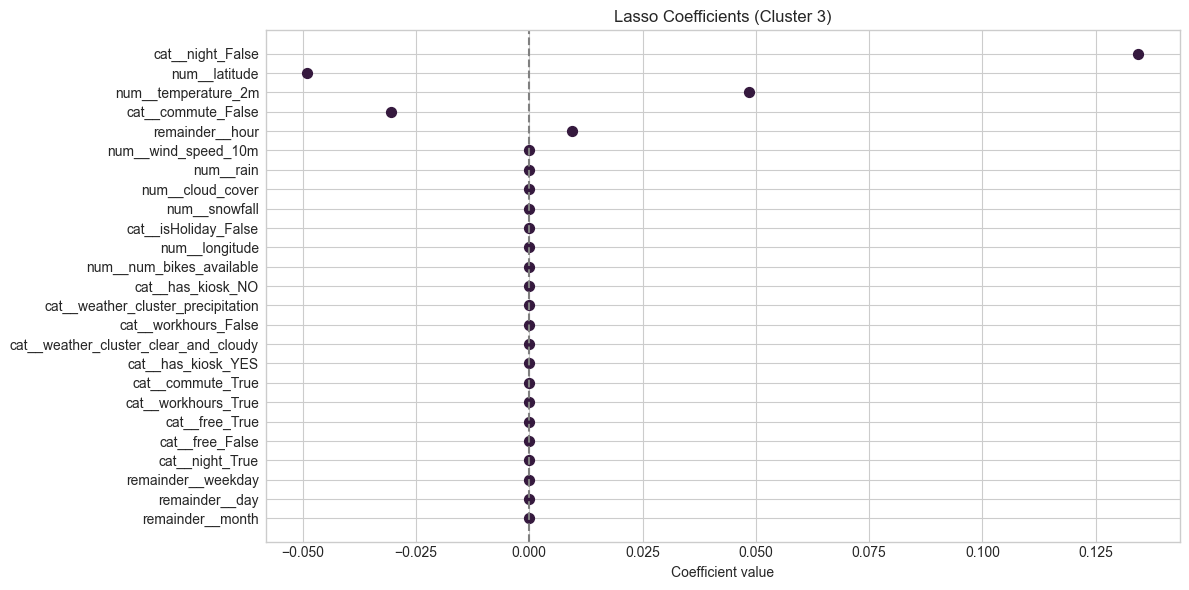 Lasso Coefficients (Cluster 3)
cat__night_False
num__latitude
num__temperature_2m
cat__commute_False
remainder__hour
num__wind_speed_10m
num__rain
num__cloud_cover
num__snowfall
cat__isHoliday_False
num__longitude
num__num_bikes_available
cat__has_kiosk_NO
cat__weather_cluster_precipitation
cat__workhours_False
cat__weather_cluster_clear_and_cloudy
cat__has_kiosk_YES
cat__commute_True
cat__workhours_True
cat__free_True
cat__free_False
cat__night_True
remainder__weekday
remainder__day
remainder__month
−0.050 −0.025 0.000 0.025 0.050 0.075 0.100 0.125
Coefficient value